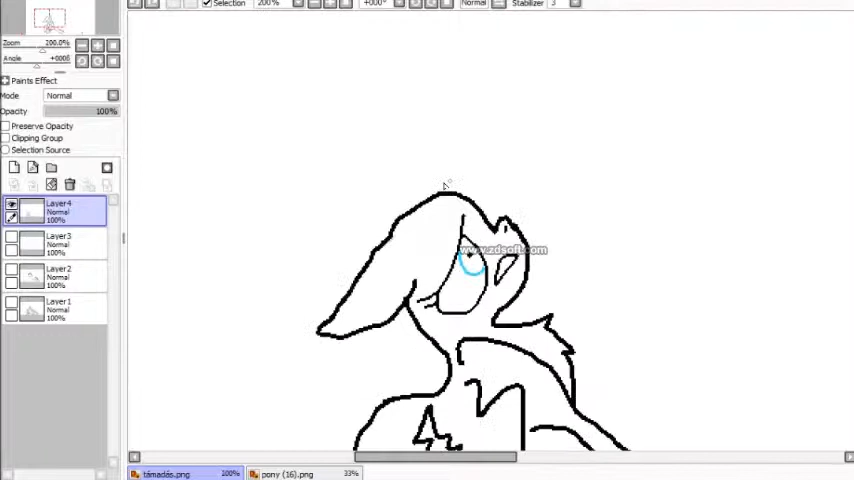 Selection 200% +000° Normal Stabilizer 3
Zoom 200.0%
Angle +000°
Paints Effect
Mode Normal
Opacity 100%
Preserve Opacity
Clipping Group
Selection Source
Layer4
Normal
100%
Layer3
Normal
100%
Layer2
Normal
100%
Layer1
Normal
100%
www.zdsoft.com
támadás.png 100% pony (16).png 33%